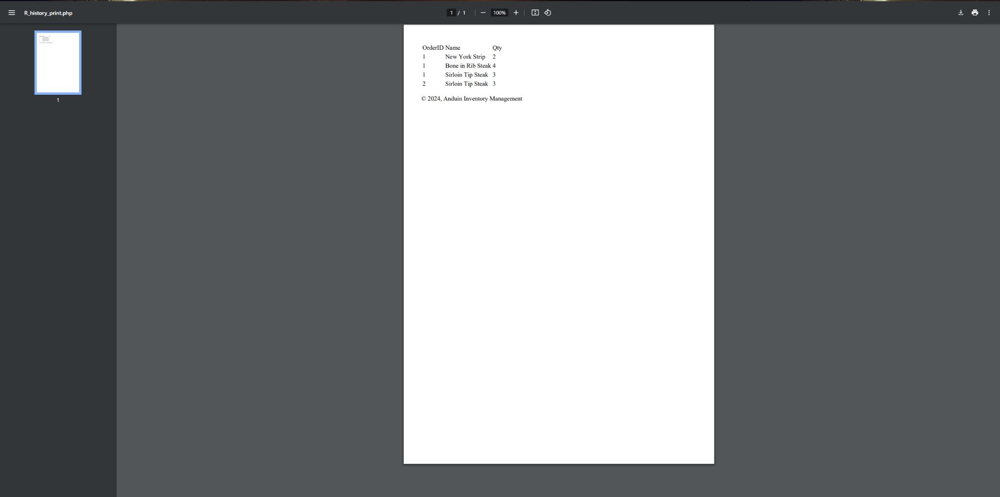 R_history_print.php
1 / 1
100%
OrderID Name Qty
1 New York Strip 2
1 Bone in Rib Steak 4
1 Sirloin Tip Steak 3
2 Sirloin Tip Steak 3
© 2024, Anduin Inventory Management
1